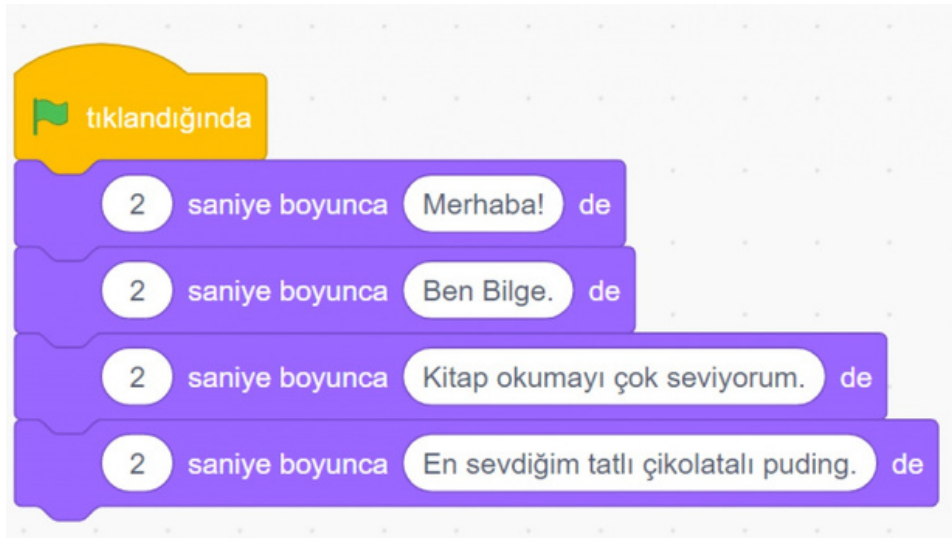 tıklandığında
2 saniye boyunca Merhaba! de
2 saniye boyunca Ben Bilge. de
2 saniye boyunca Kitap okumayı çok seviyorum. de
2 saniye boyunca En sevdiğim tatlı çikolatalı puding. de